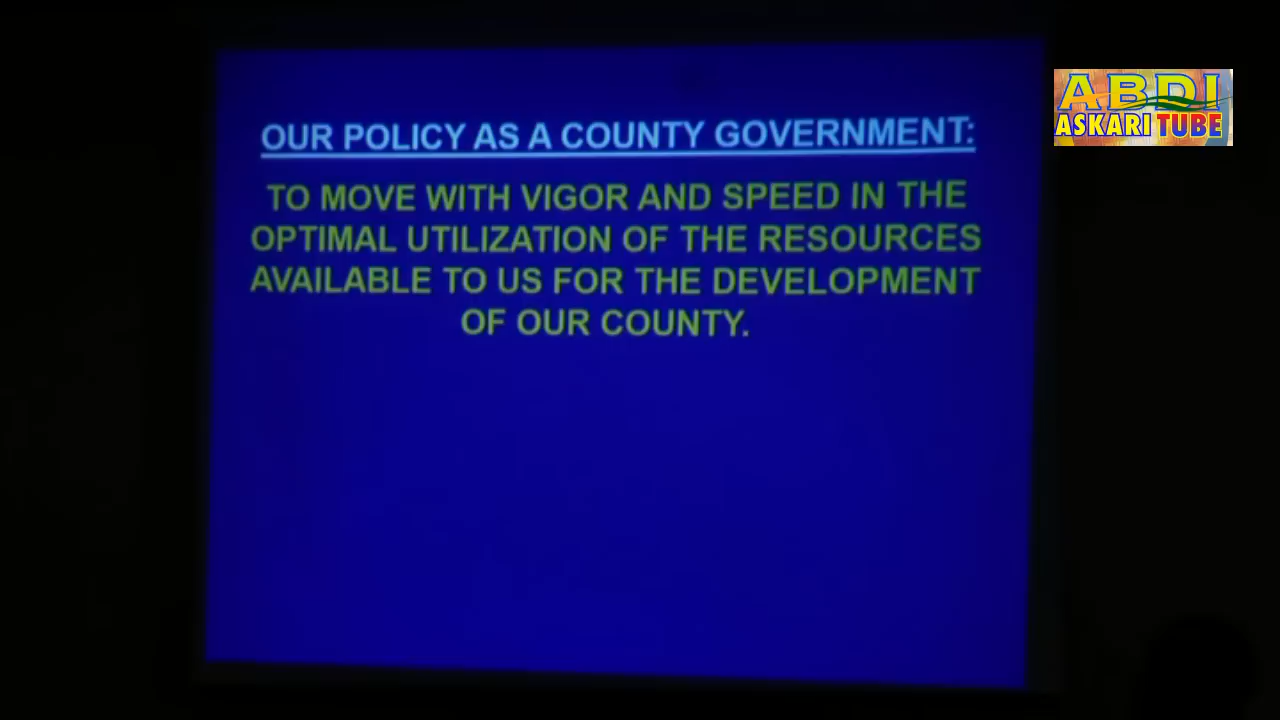 OUR POLICY AS A COUNTY GOVERNMENT:
TO MOVE WITH VIGOR AND SPEED IN THE
OPTIMAL UTILIZATION OF THE RESOURCES
AVAILABLE TO US FOR THE DEVELOPMENT
OF OUR COUNTY.
ABDI
ASKARI TUBE